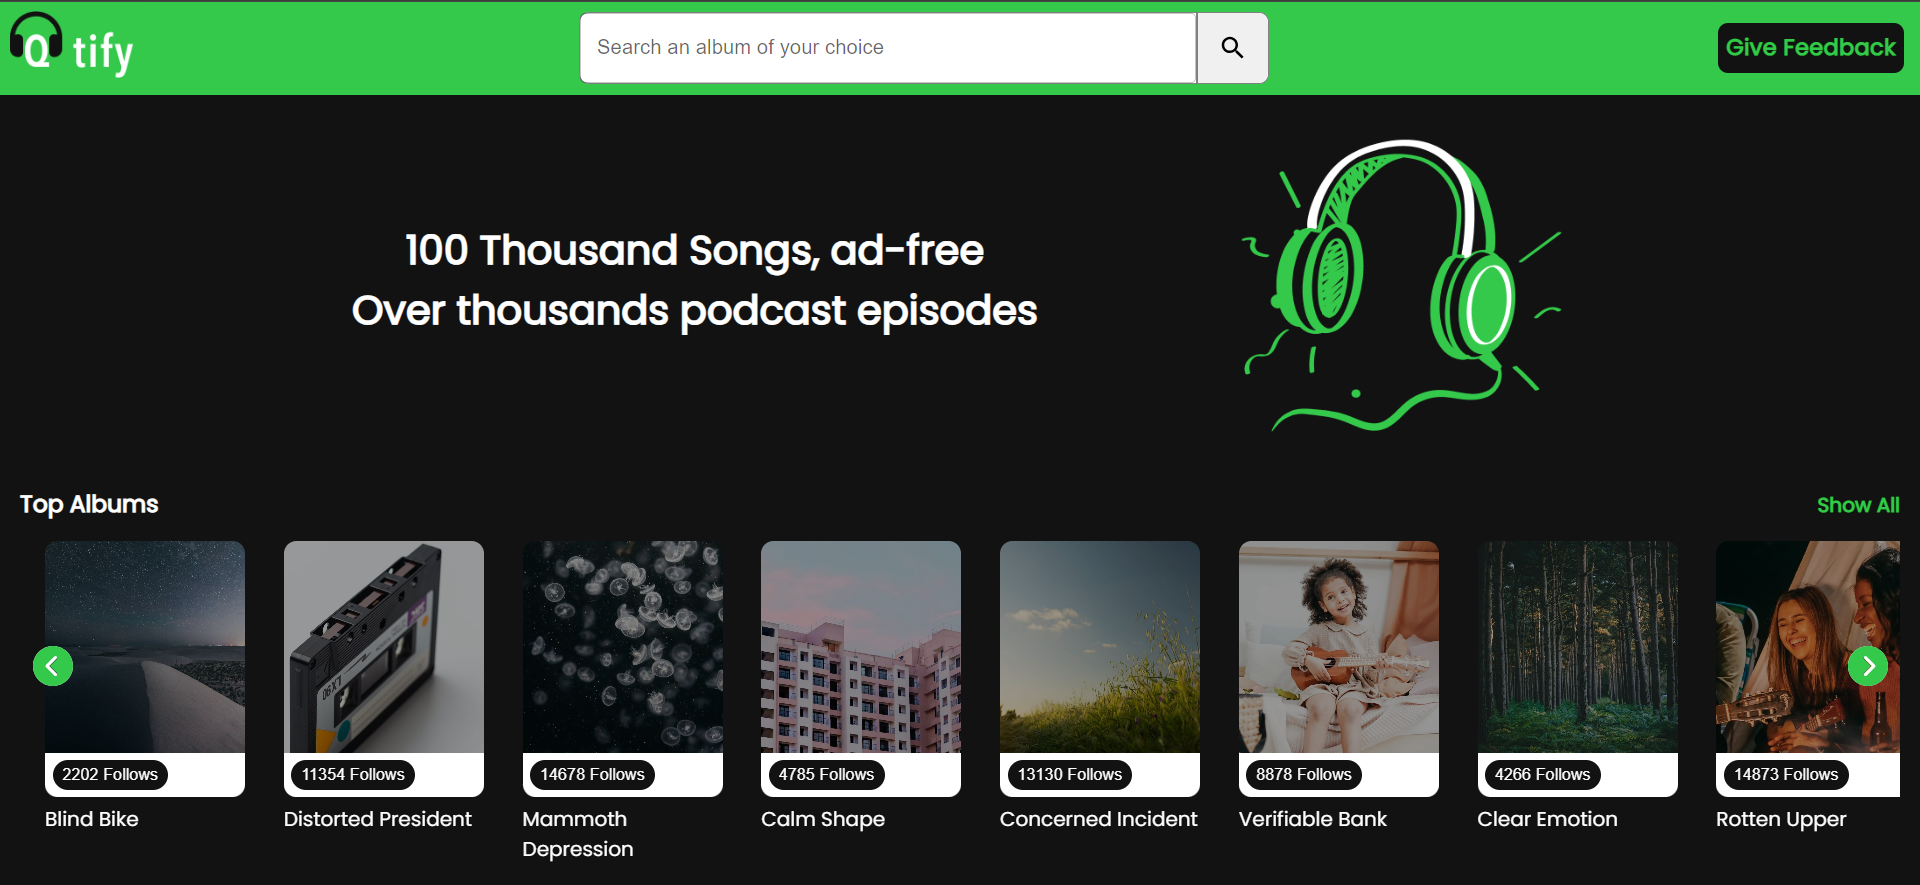 Qtify
Search an album of your choice
Give Feedback
100 Thousand Songs, ad-free
Over thousands podcast episodes
Top Albums
Show All
LX90
2202 Follows
11354 Follows
14678 Follows
4785 Follows
13130 Follows
8878 Follows
4266 Follows
14873 Follows
Blind Bike
Distorted President
Mammoth
Depression
Calm Shape
Concerned Incident
Verifiable Bank
Clear Emotion
Rotten Upper